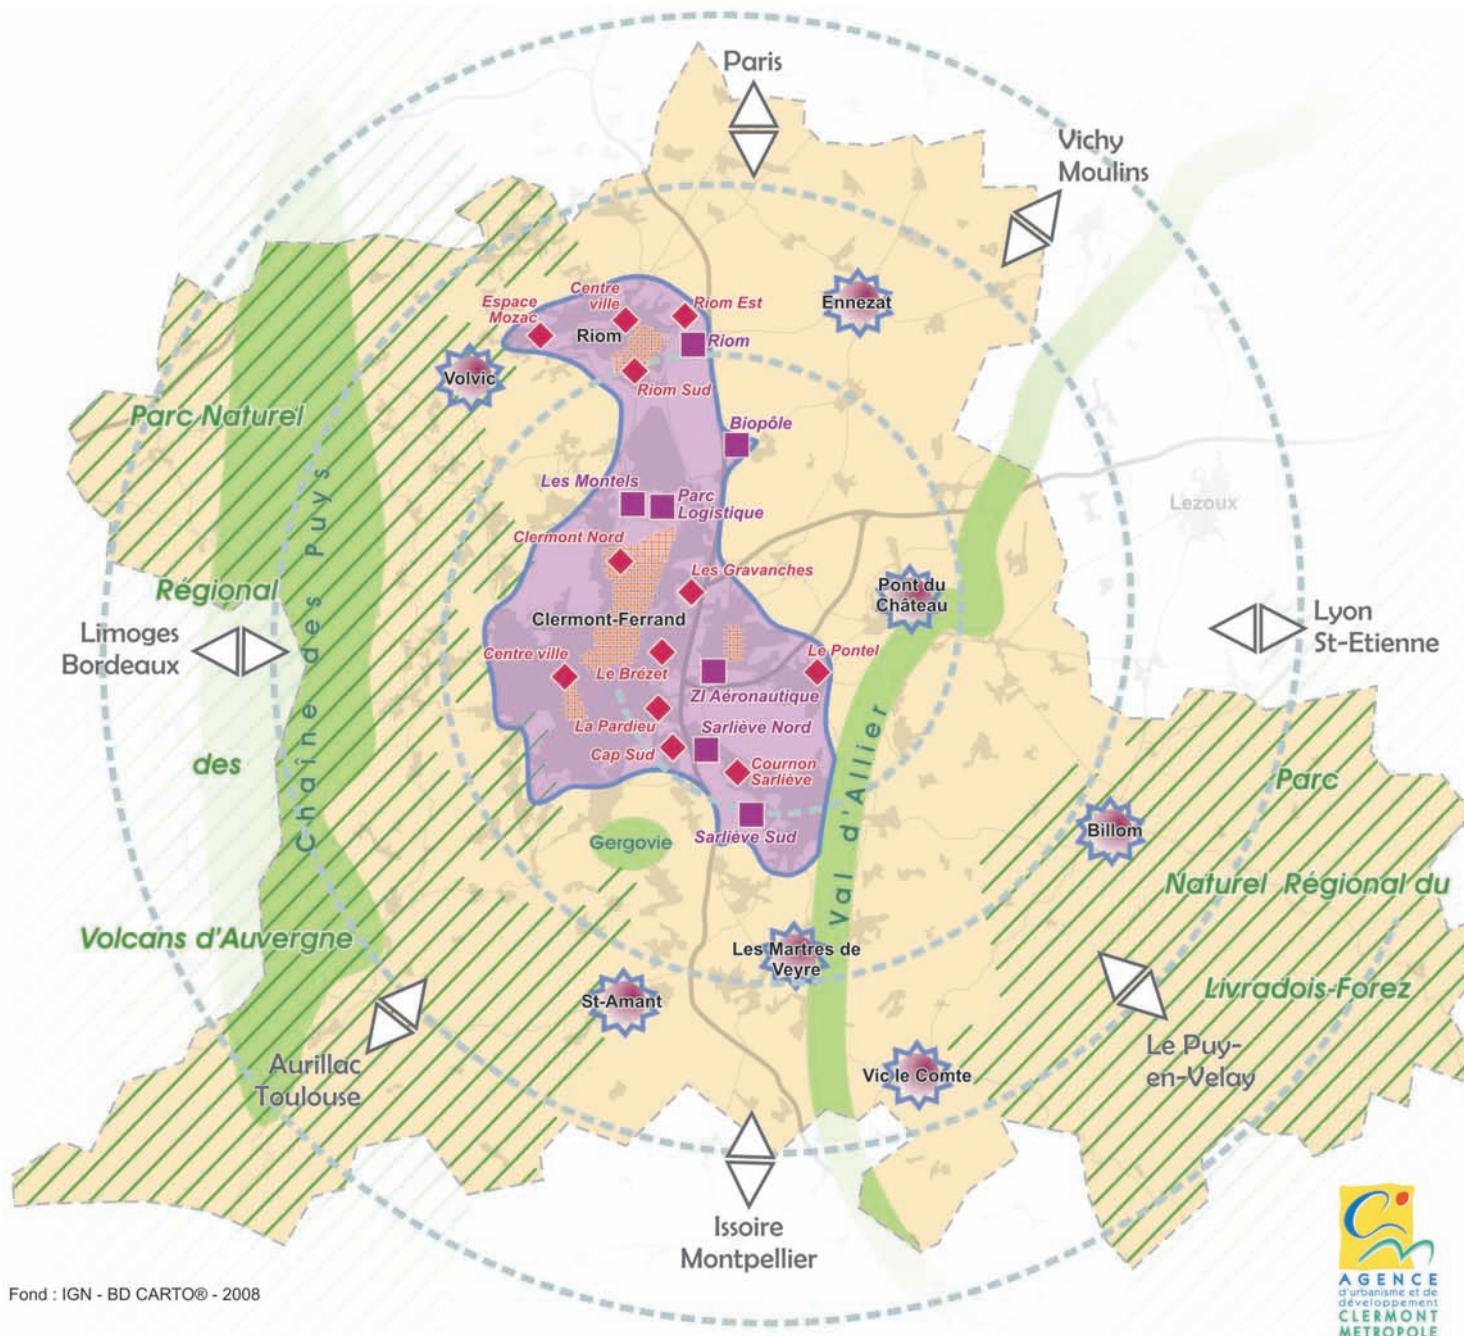 Paris
Vichy
Moulins
Ennezat
Centre
ville
Riom Est
Espace
Mozac
Riom
Riom
Volvic
Riom Sud
Parc Naturel
Biopôle
Les Montels
Parc
Logistique
Lezoux
Clermont Nord
Les Gravanches
Pont du
Château
Régional
Chaîne des Puys
Clermont-Ferrand
Limoges
Bordeaux
Lyon
St-Etienne
Centre ville
Le Brézet
Le Pontel
ZI Aéronautique
La Pardieu
Sarliève Nord
Cap Sud
Cournon
Sarliève
des
Val d'Allier
Parc
Gergovie
Sarliève Sud
Billom
Naturel Régional du
Volcans d'Auvergne
Les Martres de
Veyre
St-Amant
Livradois-Forez
Le Puy-
en-Velay
Aurillac
Toulouse
Vic le Comte
Issoire
Montpellier
Fond : IGN - BD CARTO® - 2008
AGENCE
d'urbanisme et de
développement
CLERMONT
METROPOLE